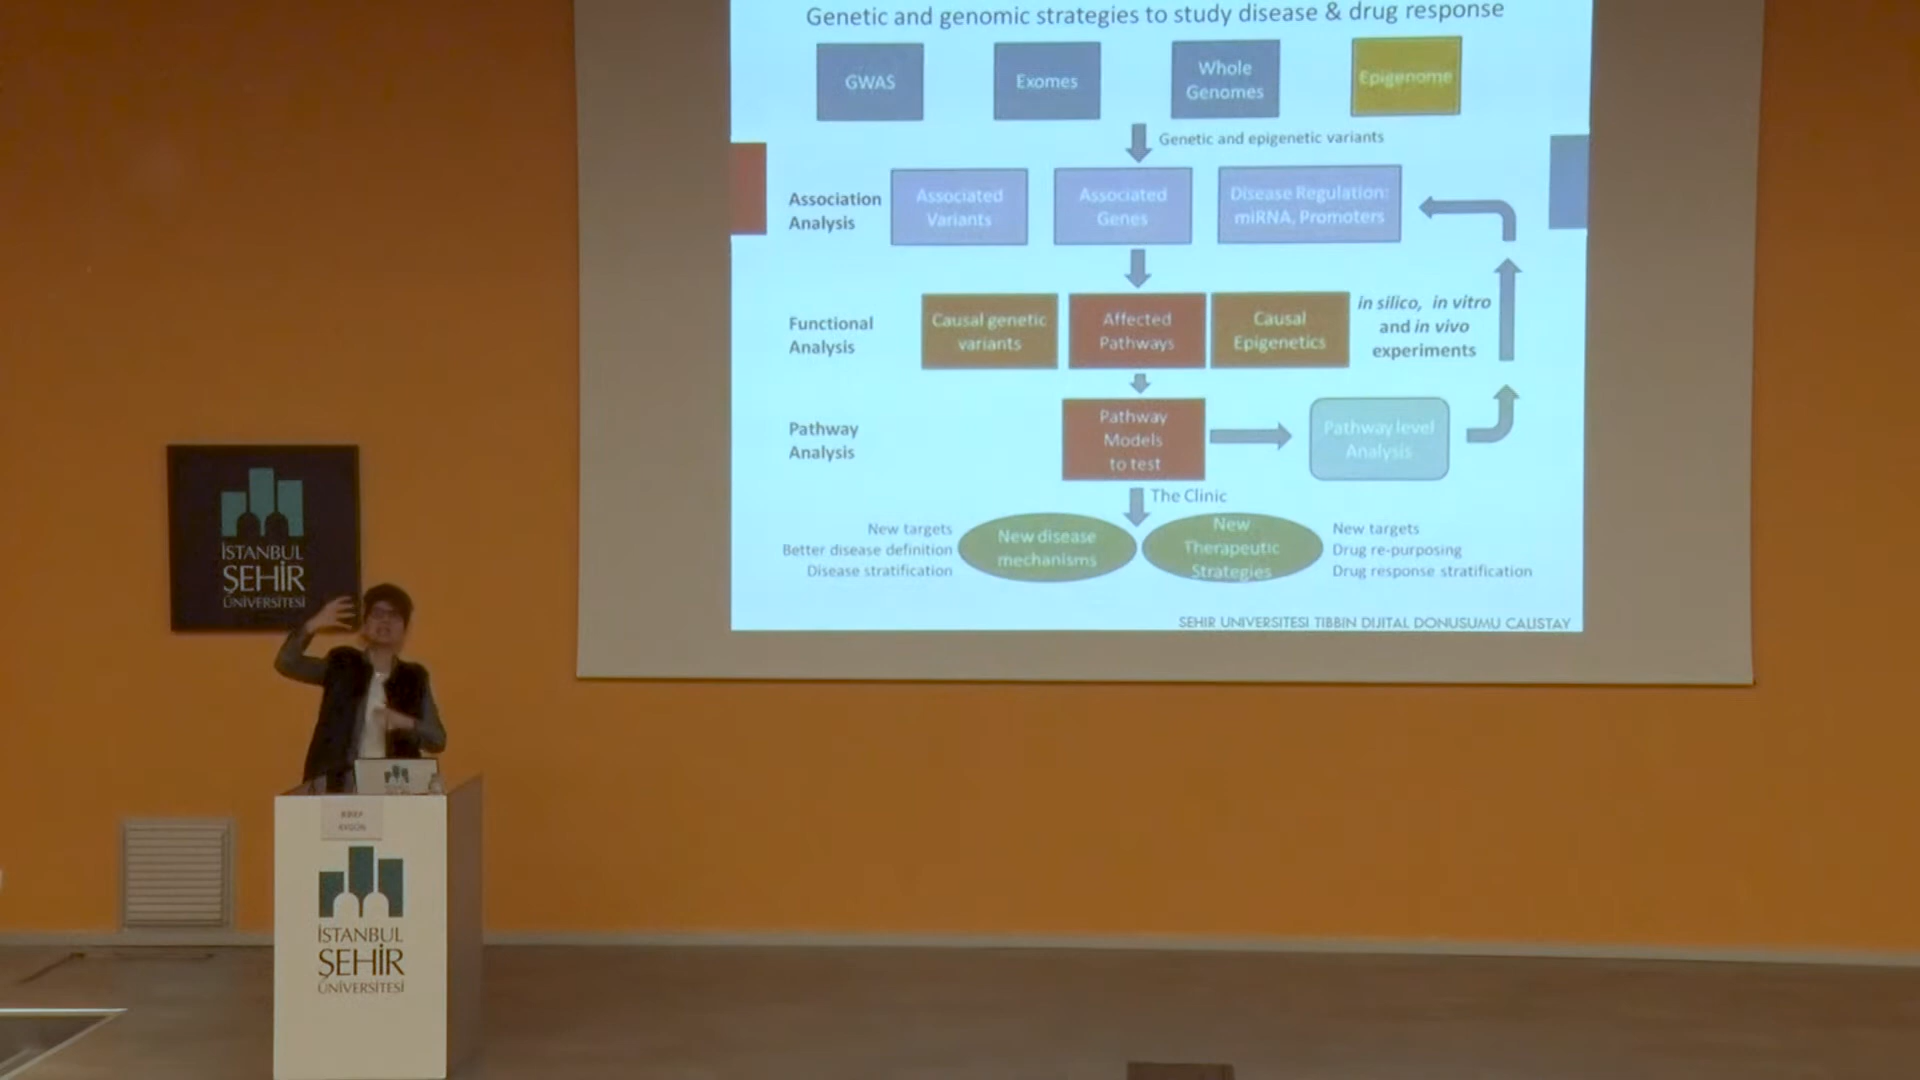 Genetic and genomic strategies to study disease & drug response
GWAS
Exomes
Whole
Genomes
Epigenome
Genetic and epigenetic variants
Association
Analysis
Associated
Variants
Associated
Genes
Disease Regulation:
miRNA, Promoters
Functional
Analysis
Causal genetic
variants
Affected
Pathways
Causal
Epigenetics
in silico, in vitro
and in vivo
experiments
Pathway
Analysis
Pathway
Models
to test
Pathway level
Analysis
The Clinic
New targets
Better disease definition
Disease stratification
New disease
mechanisms
New
Therapeutic
Strategies
New targets
Drug re-purposing
Drug response stratification
SEHIR UNIVERSITESI TIBBIN DIJITAL DONUSUMU CALISTAY
İSTANBUL
ŞEHİR
ÜNİVERSİTESİ
İSTANBUL
ŞEHİR
ÜNİVERSİTESİ